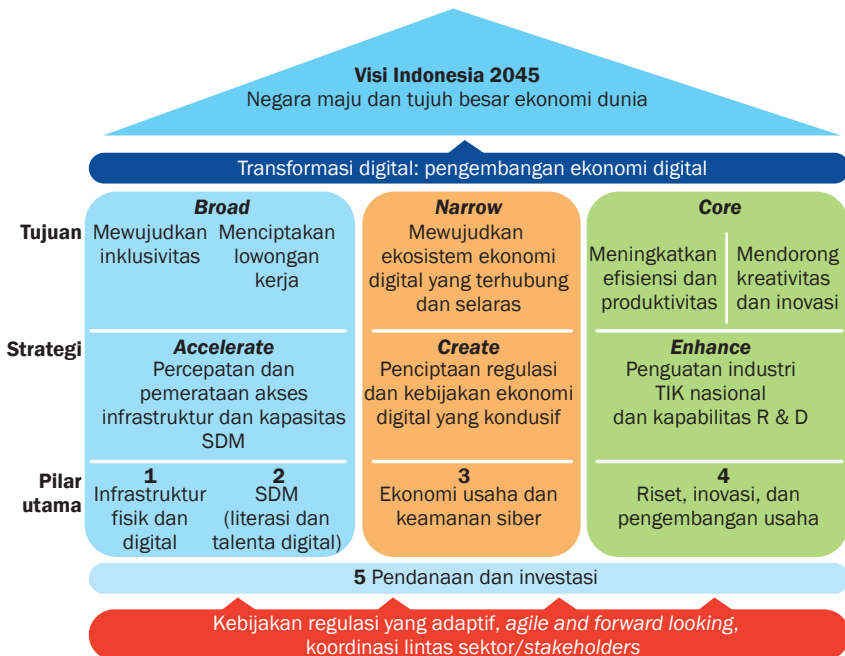 Visi Indonesia 2045
Negara maju dan tujuh besar ekonomi dunia
Transformasi digital: pengembangan ekonomi digital
Tujuan
Broad
Mewujudkan
inklusivitas
Menciptakan
lowongan
kerja
Narrow
Mewujudkan
ekosistem ekonomi
digital yang terhubung
dan selaras
Core
Meningkatkan
efisiensi dan
produktivitas
Mendorong
kreativitas
dan inovasi
Strategi
Accelerate
Percepatan dan
pemerataan akses
infrastruktur dan kapasitas
SDM
Create
Penciptaan regulasi
dan kebijakan ekonomi
digital yang kondusif
Enhance
Penguatan industri
TIK nasional
dan kapabilitas R & D
Pilar
utama
1
Infrastruktur
fisik dan
digital
2
SDM
(literasi dan
talenta digital)
3
Ekonomi usaha dan
keamanan siber
4
Riset, inovasi, dan
pengembangan usaha
5 Pendanaan dan investasi
Kebijakan regulasi yang adaptif, agile and forward looking,
koordinasi lintas sektor/stakeholders